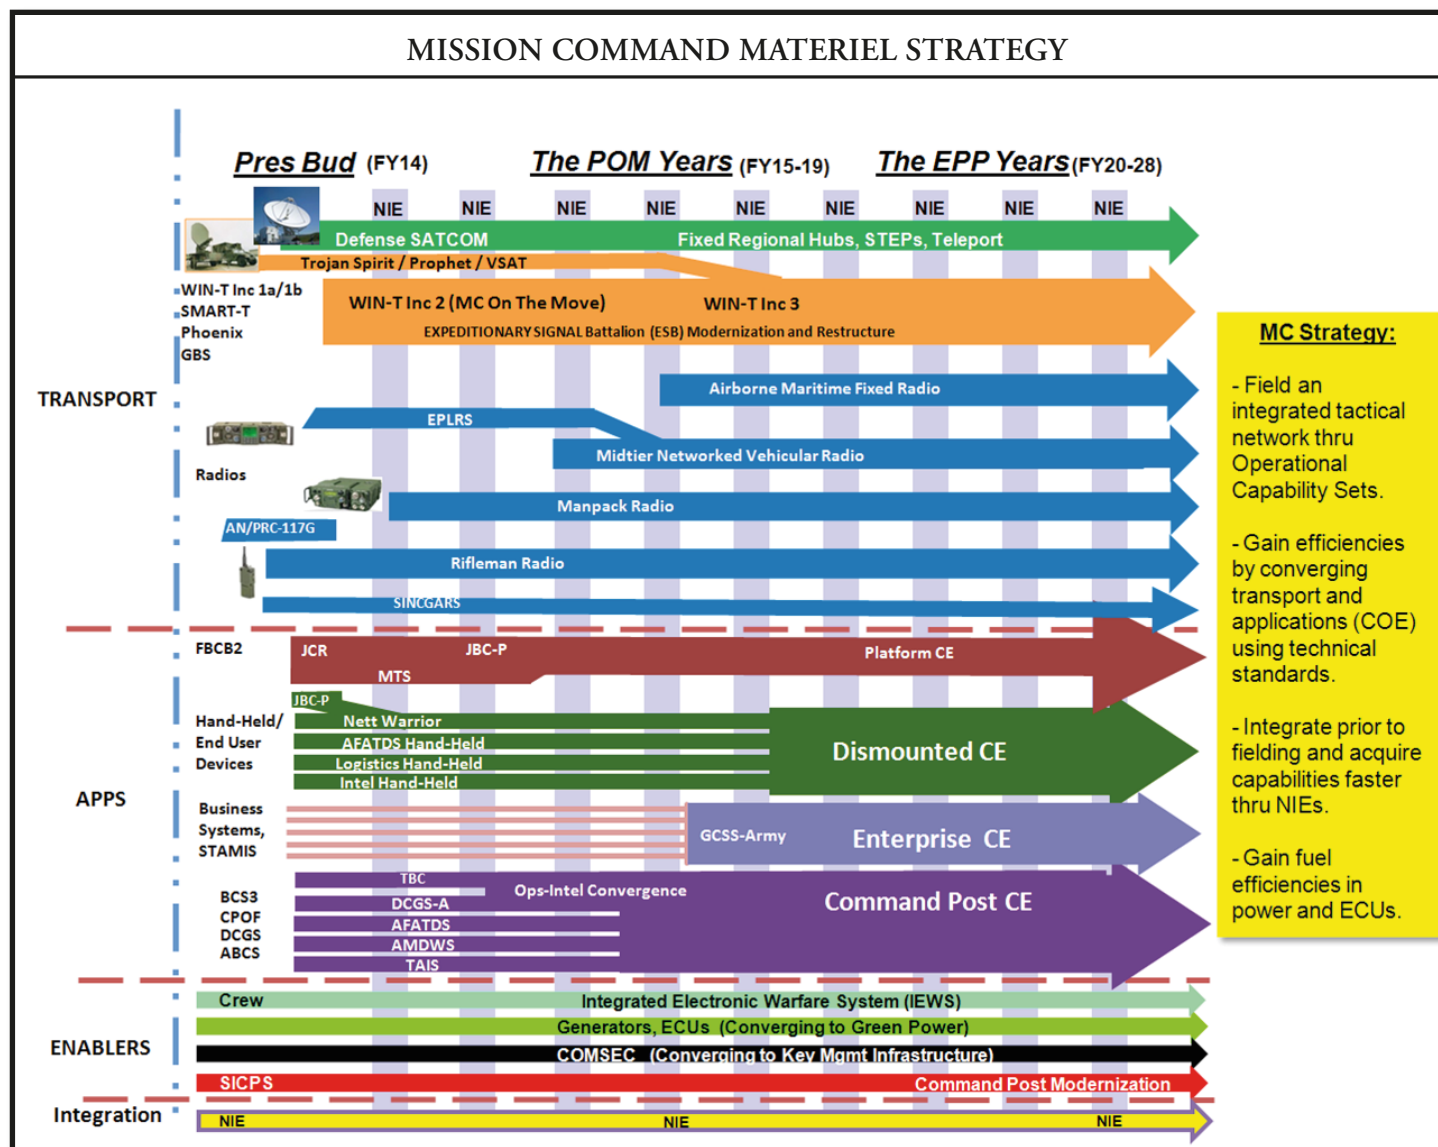 MISSION COMMAND MATERIEL STRATEGY
Pres Bud (FY14)
The POM Years (FY15-19)
The EPP Years (FY20-28)
NIE NIE NIE NIE NIE NIE NIE NIE NIE
Defense SATCOM
Fixed Regional Hubs, STEPs, Teleport
Trojan Spirit / Prophet / VSAT
WIN-T Inc 1a/1b
SMART-T
Phoenix
GBS
WIN-T Inc 2 (MC On The Move)
WIN-T Inc 3
EXPEDITIONARY SIGNAL Battalion (ESB) Modernization and Restructure
TRANSPORT
Airborne Maritime Fixed Radio
EPLRS
Midtier Networked Vehicular Radio
Radios
Manpack Radio
AN/PRC-117G
Rifleman Radio
SINCGARS
APPS
FBCB2
JCR
JBC-P
Platform CE
MTS
JBC-P
Hand-Held/
End User
Devices
Nett Warrior
AFATDS Hand-Held
Logistics Hand-Held
Intel Hand-Held
Dismounted CE
Business
Systems,
STAMIS
GCSS-Army
Enterprise CE
BCS3
CPOF
DCGS
ABCS
TBC
DCGS-A
AFATDS
AMDWS
TAIS
Ops-Intel Convergence
Command Post CE
ENABLERS
Crew
Integrated Electronic Warfare System (IEWS)
Generators, ECUs (Converging to Green Power)
COMSEC (Converging to Key Mgmt Infrastructure)
SICPS
Command Post Modernization
Integration
NIE NIE NIE
MC Strategy:
- Field an
integrated tactical
network thru
Operational
Capability Sets.
- Gain efficiencies
by converging
transport and
applications (COE)
using technical
standards.
- Integrate prior to
fielding and acquire
capabilities faster
thru NIEs.
- Gain fuel
efficiencies in
power and ECUs.